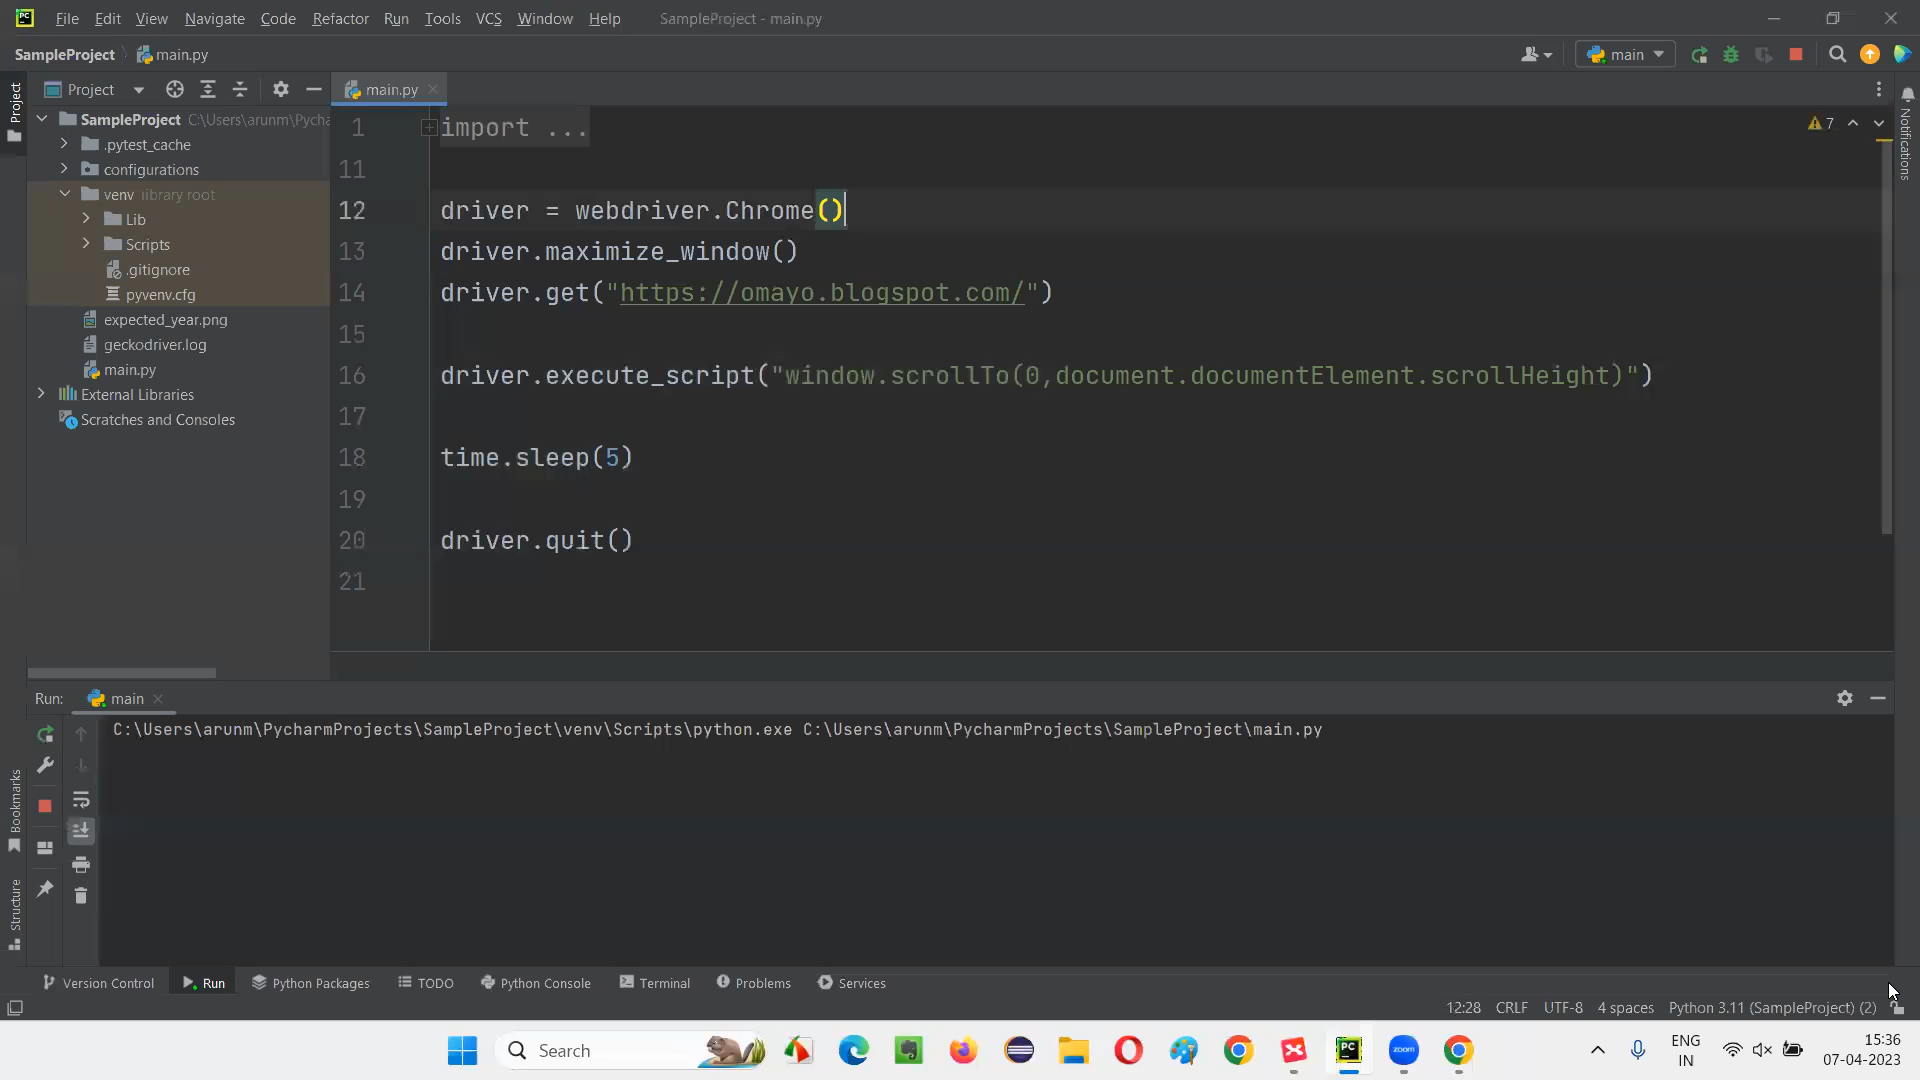 File Edit View Navigate Code Refactor Run Tools VCS Window Help SampleProject - main.py
SampleProject main.py main
Project main.py
Project
SampleProject C:\Users\arunm\Pycha
.pytest_cache
configurations
venv library root
Lib
Scripts
.gitignore
pyvenv.cfg
expected_year.png
geckodriver.log
main.py
External Libraries
Scratches and Consoles
1 import ...
11
12 driver = webdriver.Chrome()
13 driver.maximize_window()
14 driver.get("https://omayo.blogspot.com/")
15
16 driver.execute_script("window.scrollTo(0,document.documentElement.scrollHeight)")
17
18 time.sleep(5)
19
20 driver.quit()
21
7
Notifications
Run: main
C:\Users\arunm\PycharmProjects\SampleProject\venv\Scripts\python.exe C:\Users\arunm\PycharmProjects\SampleProject\main.py
Bookmarks
Structure
Version Control Run Python Packages TODO Python Console Terminal Problems Services
12:28 CRLF UTF-8 4 spaces Python 3.11 (SampleProject) (2)
Search
PC
zoom
ENG
IN
15:36
07-04-2023